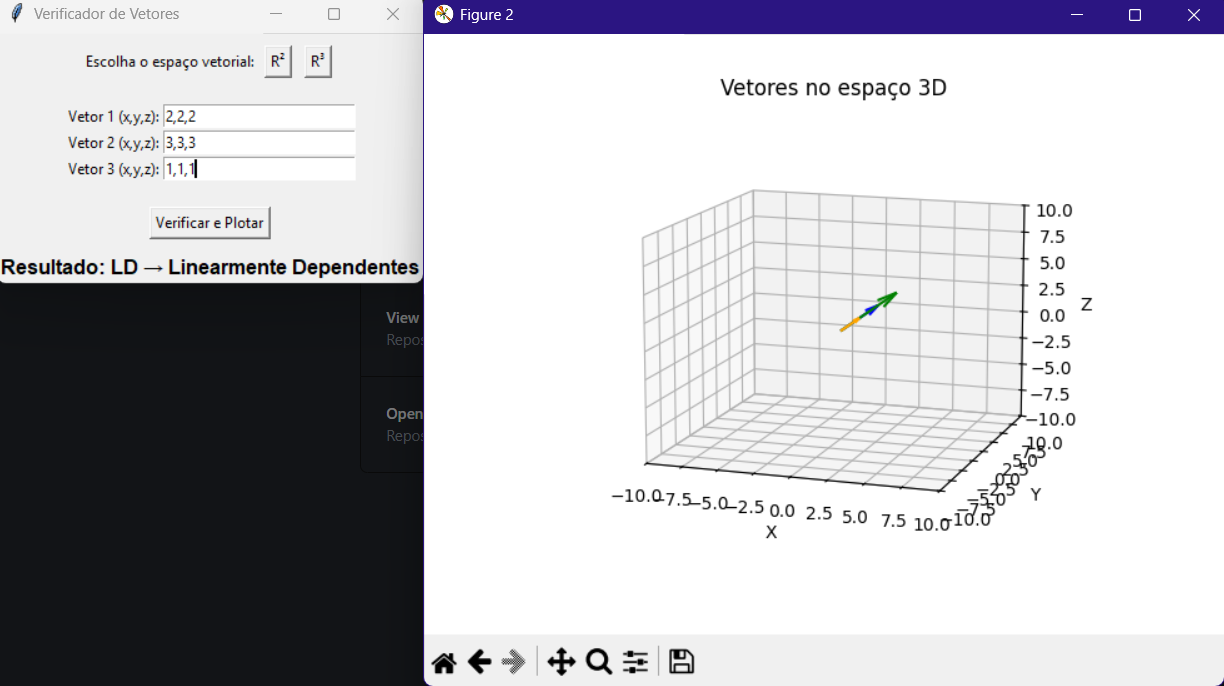 Verificador de Vetores
Escolha o espaço vetorial: R² R³
Vetor 1 (x,y,z): 2,2,2
Vetor 2 (x,y,z): 3,3,3
Vetor 3 (x,y,z): 1,1,1
Verificar e Plotar
Resultado: LD → Linearmente Dependentes
View
Repos
Open
Repos
Figure 2
Vetores no espaço 3D
10.0
7.5
5.0
2.5
0.0
−2.5
−5.0
−7.5
−10.0
Z
10.0
7.5
5.0
2.5
0.0
−2.5
−5.0
−7.5
−10.0
Y
−10.0 −7.5 −5.0 −2.5 0.0 2.5 5.0 7.5 10.0
X